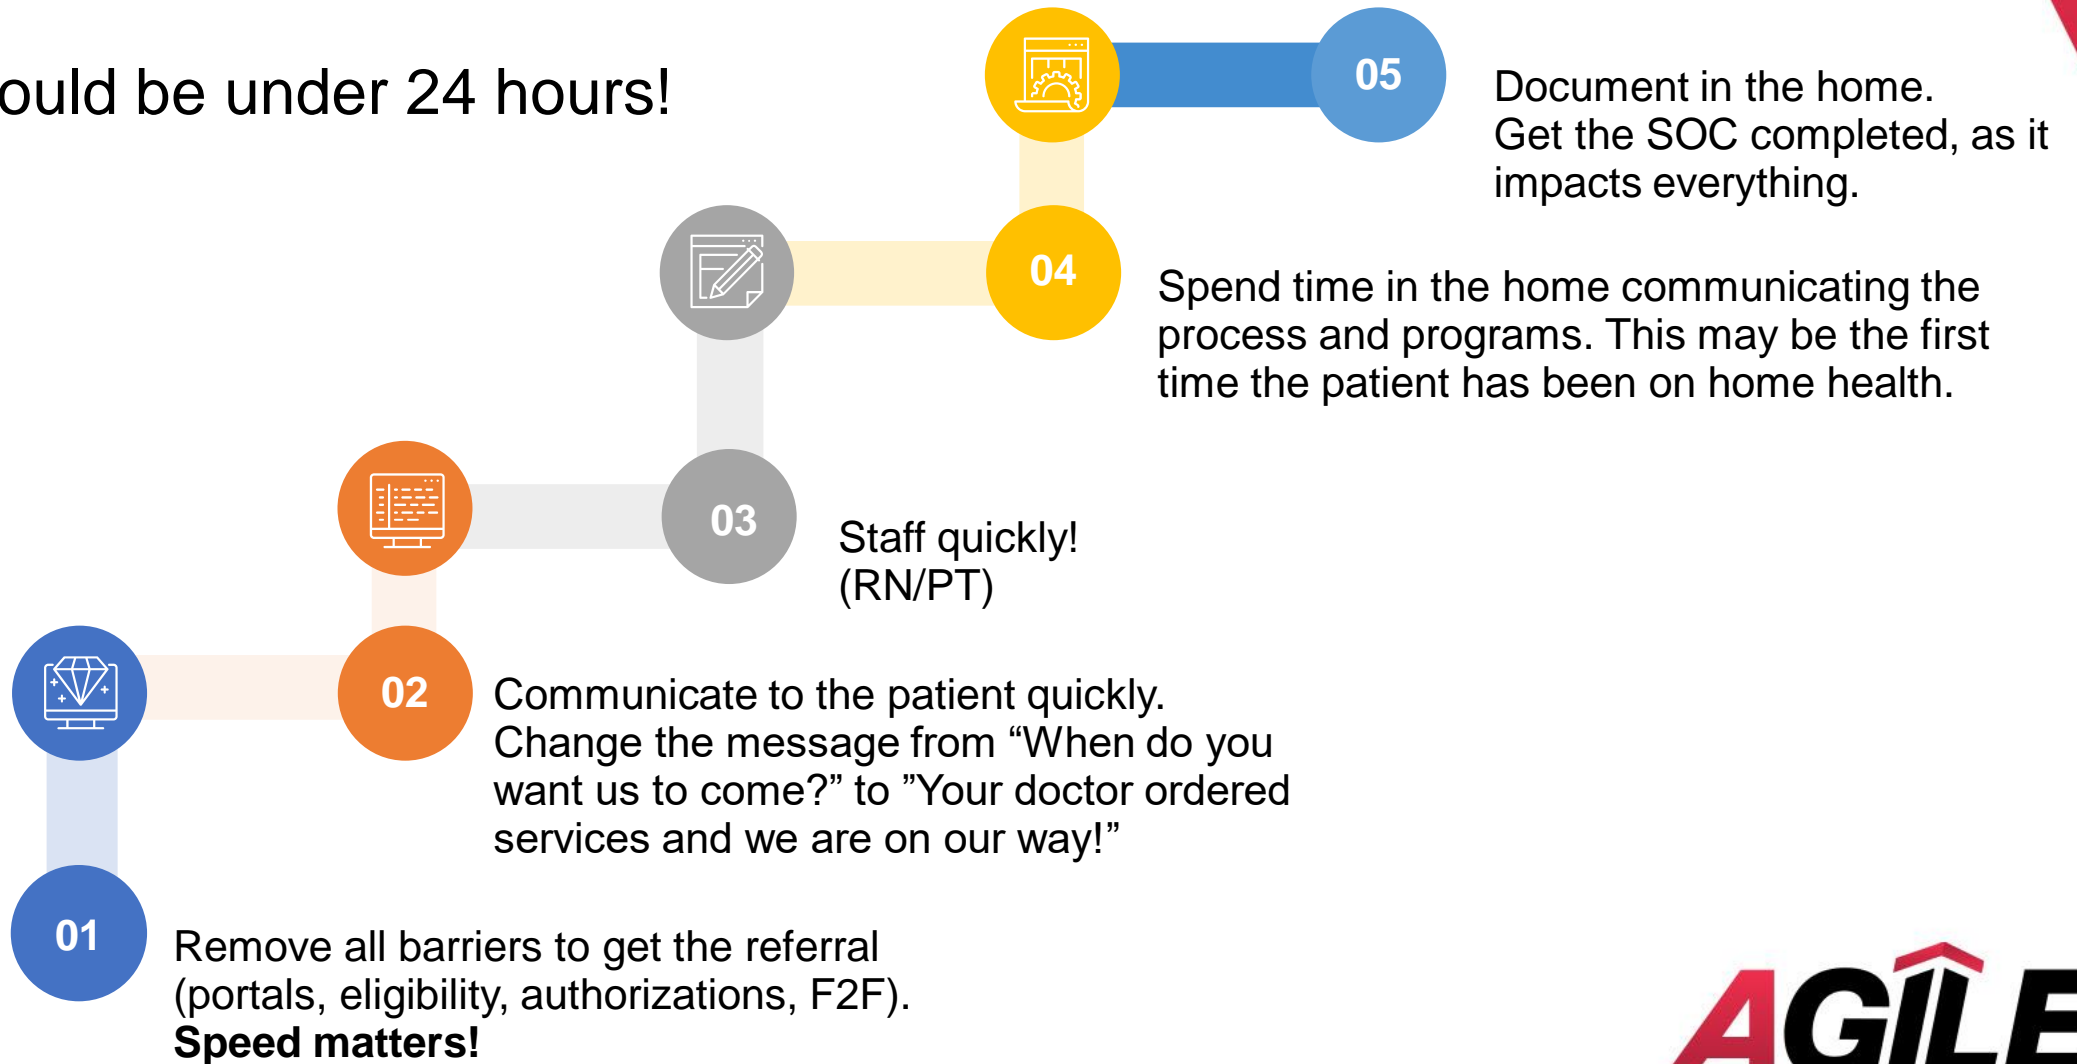 be under 24 hours!
05
Document in the home.
Get the SOC completed, as it
impacts everything.
04
Spend time in the home communicating the
process and programs. This may be the first
time the patient has been on home health.
03
Staff quickly!
(RN/PT)
02
Communicate to the patient quickly.
Change the message from “When do you
want us to come?” to ”Your doctor ordered
services and we are on our way!”
01
Remove all barriers to get the referral
(portals, eligibility, authorizations, F2F).
Speed matters!
AGILE